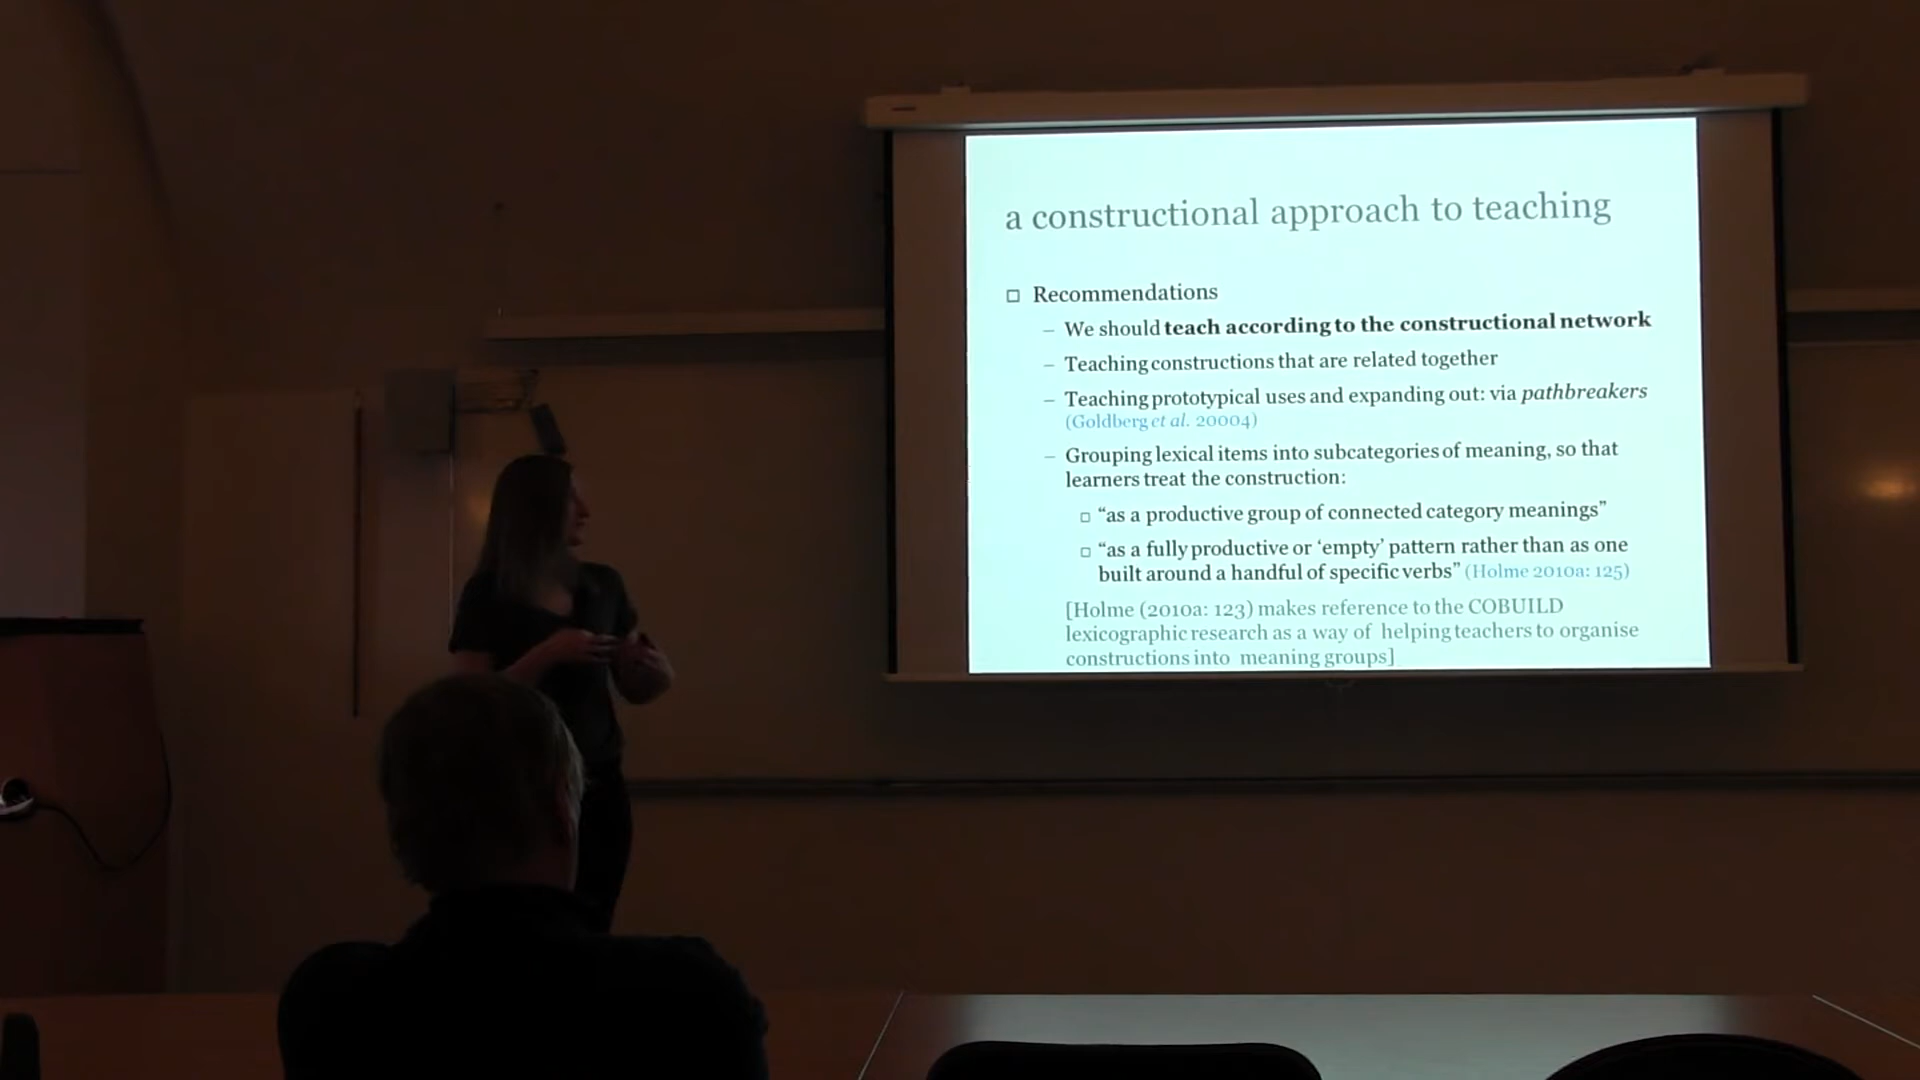 a constructional approach to teaching
□ Recommendations
– We should teach according to the constructional network
– Teaching constructions that are related together
– Teaching prototypical uses and expanding out: via pathbreakers
(Goldberg et al. 20004)
– Grouping lexical items into subcategories of meaning, so that
learners treat the construction:
□ “as a productive group of connected category meanings”
□ “as a fully productive or ‘empty’ pattern rather than as one
built around a handful of specific verbs” (Holme 2010a: 125)
[Holme (2010a: 123) makes reference to the COBUILD
lexicographic research as a way of helping teachers to organise
constructions into meaning groups]